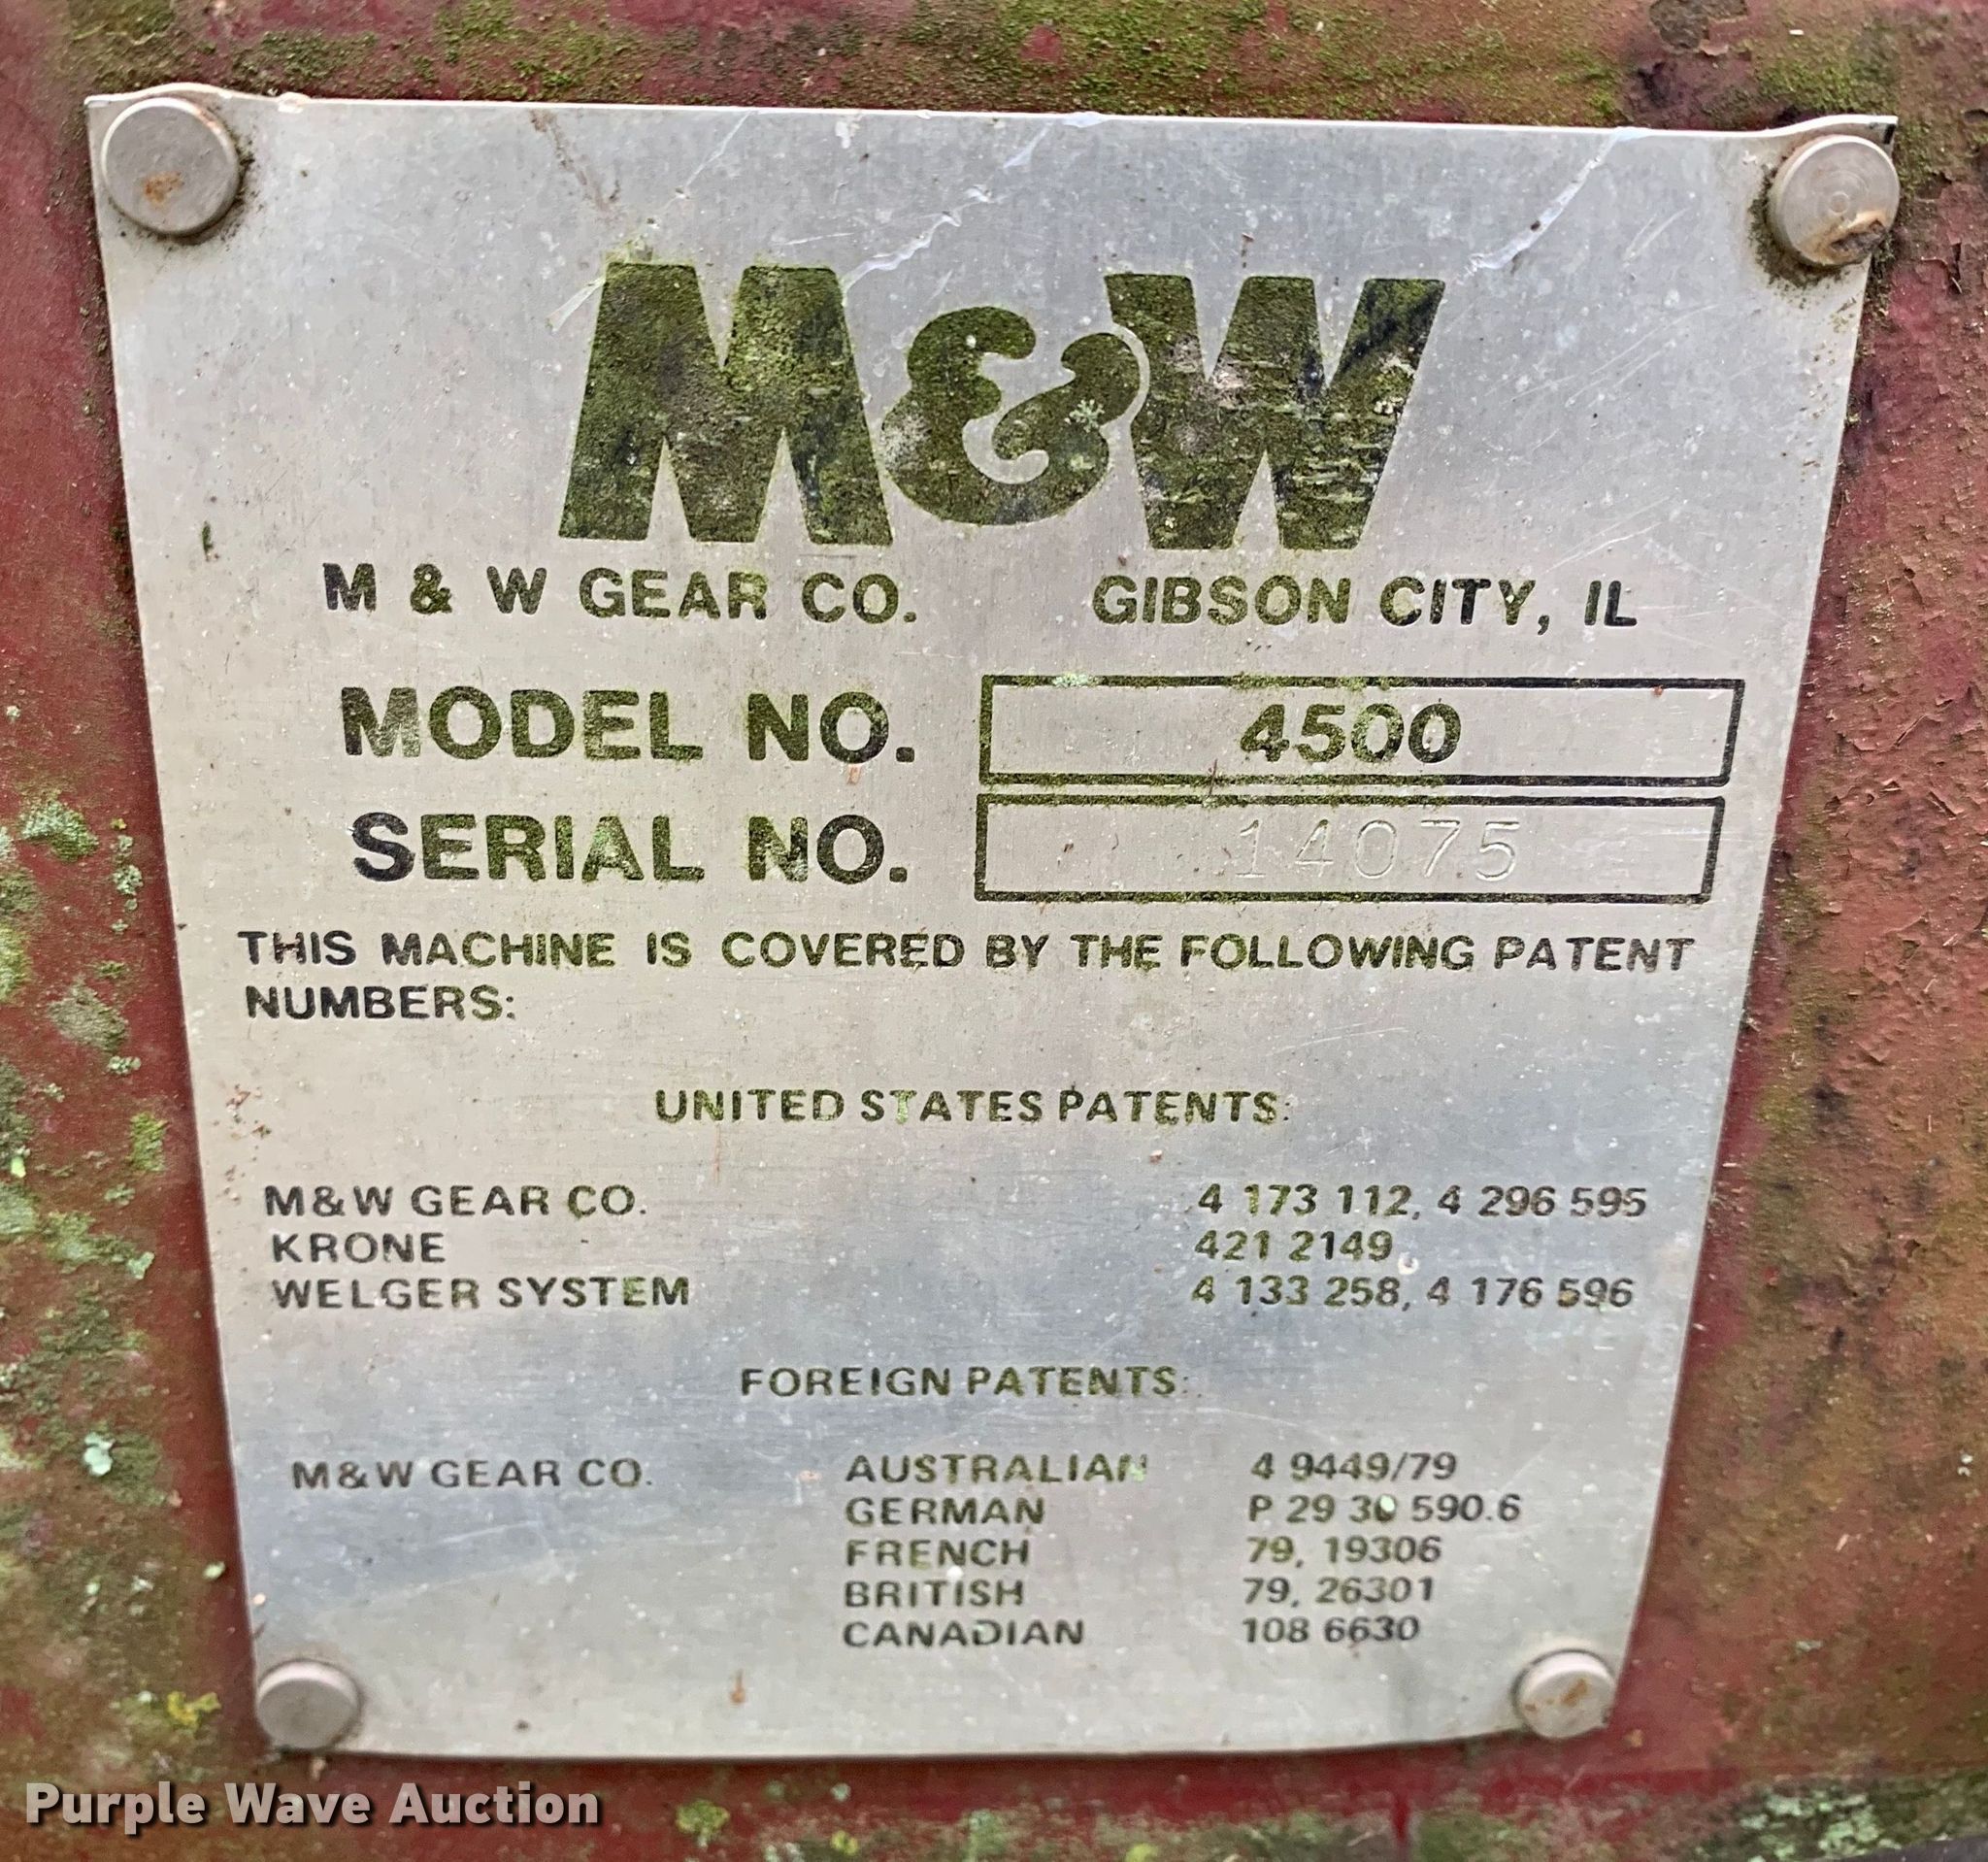 M&W
M & W GEAR CO. GIBSON CITY, IL
MODEL NO. 4500
SERIAL NO. 14075
THIS MACHINE IS COVERED BY THE FOLLOWING PATENT
NUMBERS:
UNITED STATES PATENTS:
M&W GEAR CO. 4 173 112, 4 296 595
KRONE 421 2149
WELGER SYSTEM 4 133 258, 4 176 596
FOREIGN PATENTS:
M&W GEAR CO. AUSTRALIAN 4 9449/79
GERMAN P 29 30 590.6
FRENCH 79, 19306
BRITISH 79, 26301
CANADIAN 108 6630
Purple Wave Auction